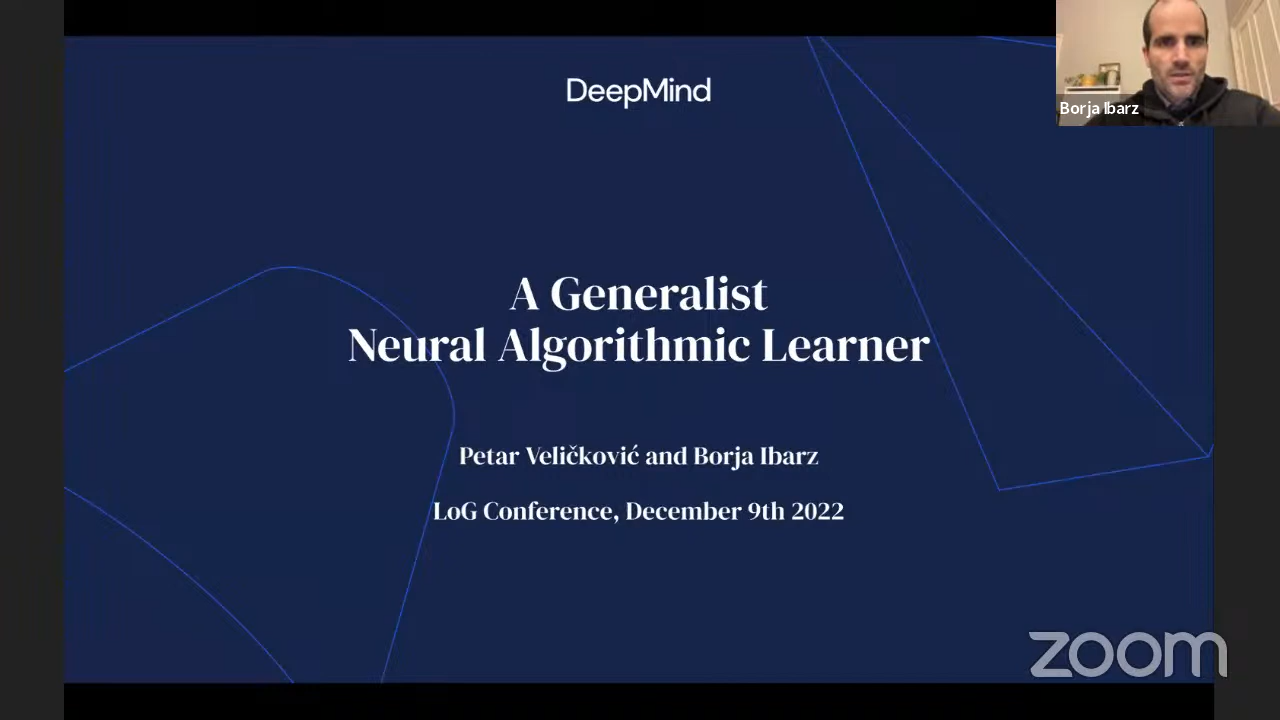 DeepMind
Borja Ibarz
A Generalist
Neural Algorithmic Learner
Petar Veličković and Borja Ibarz
LoG Conference, December 9th 2022
zoom